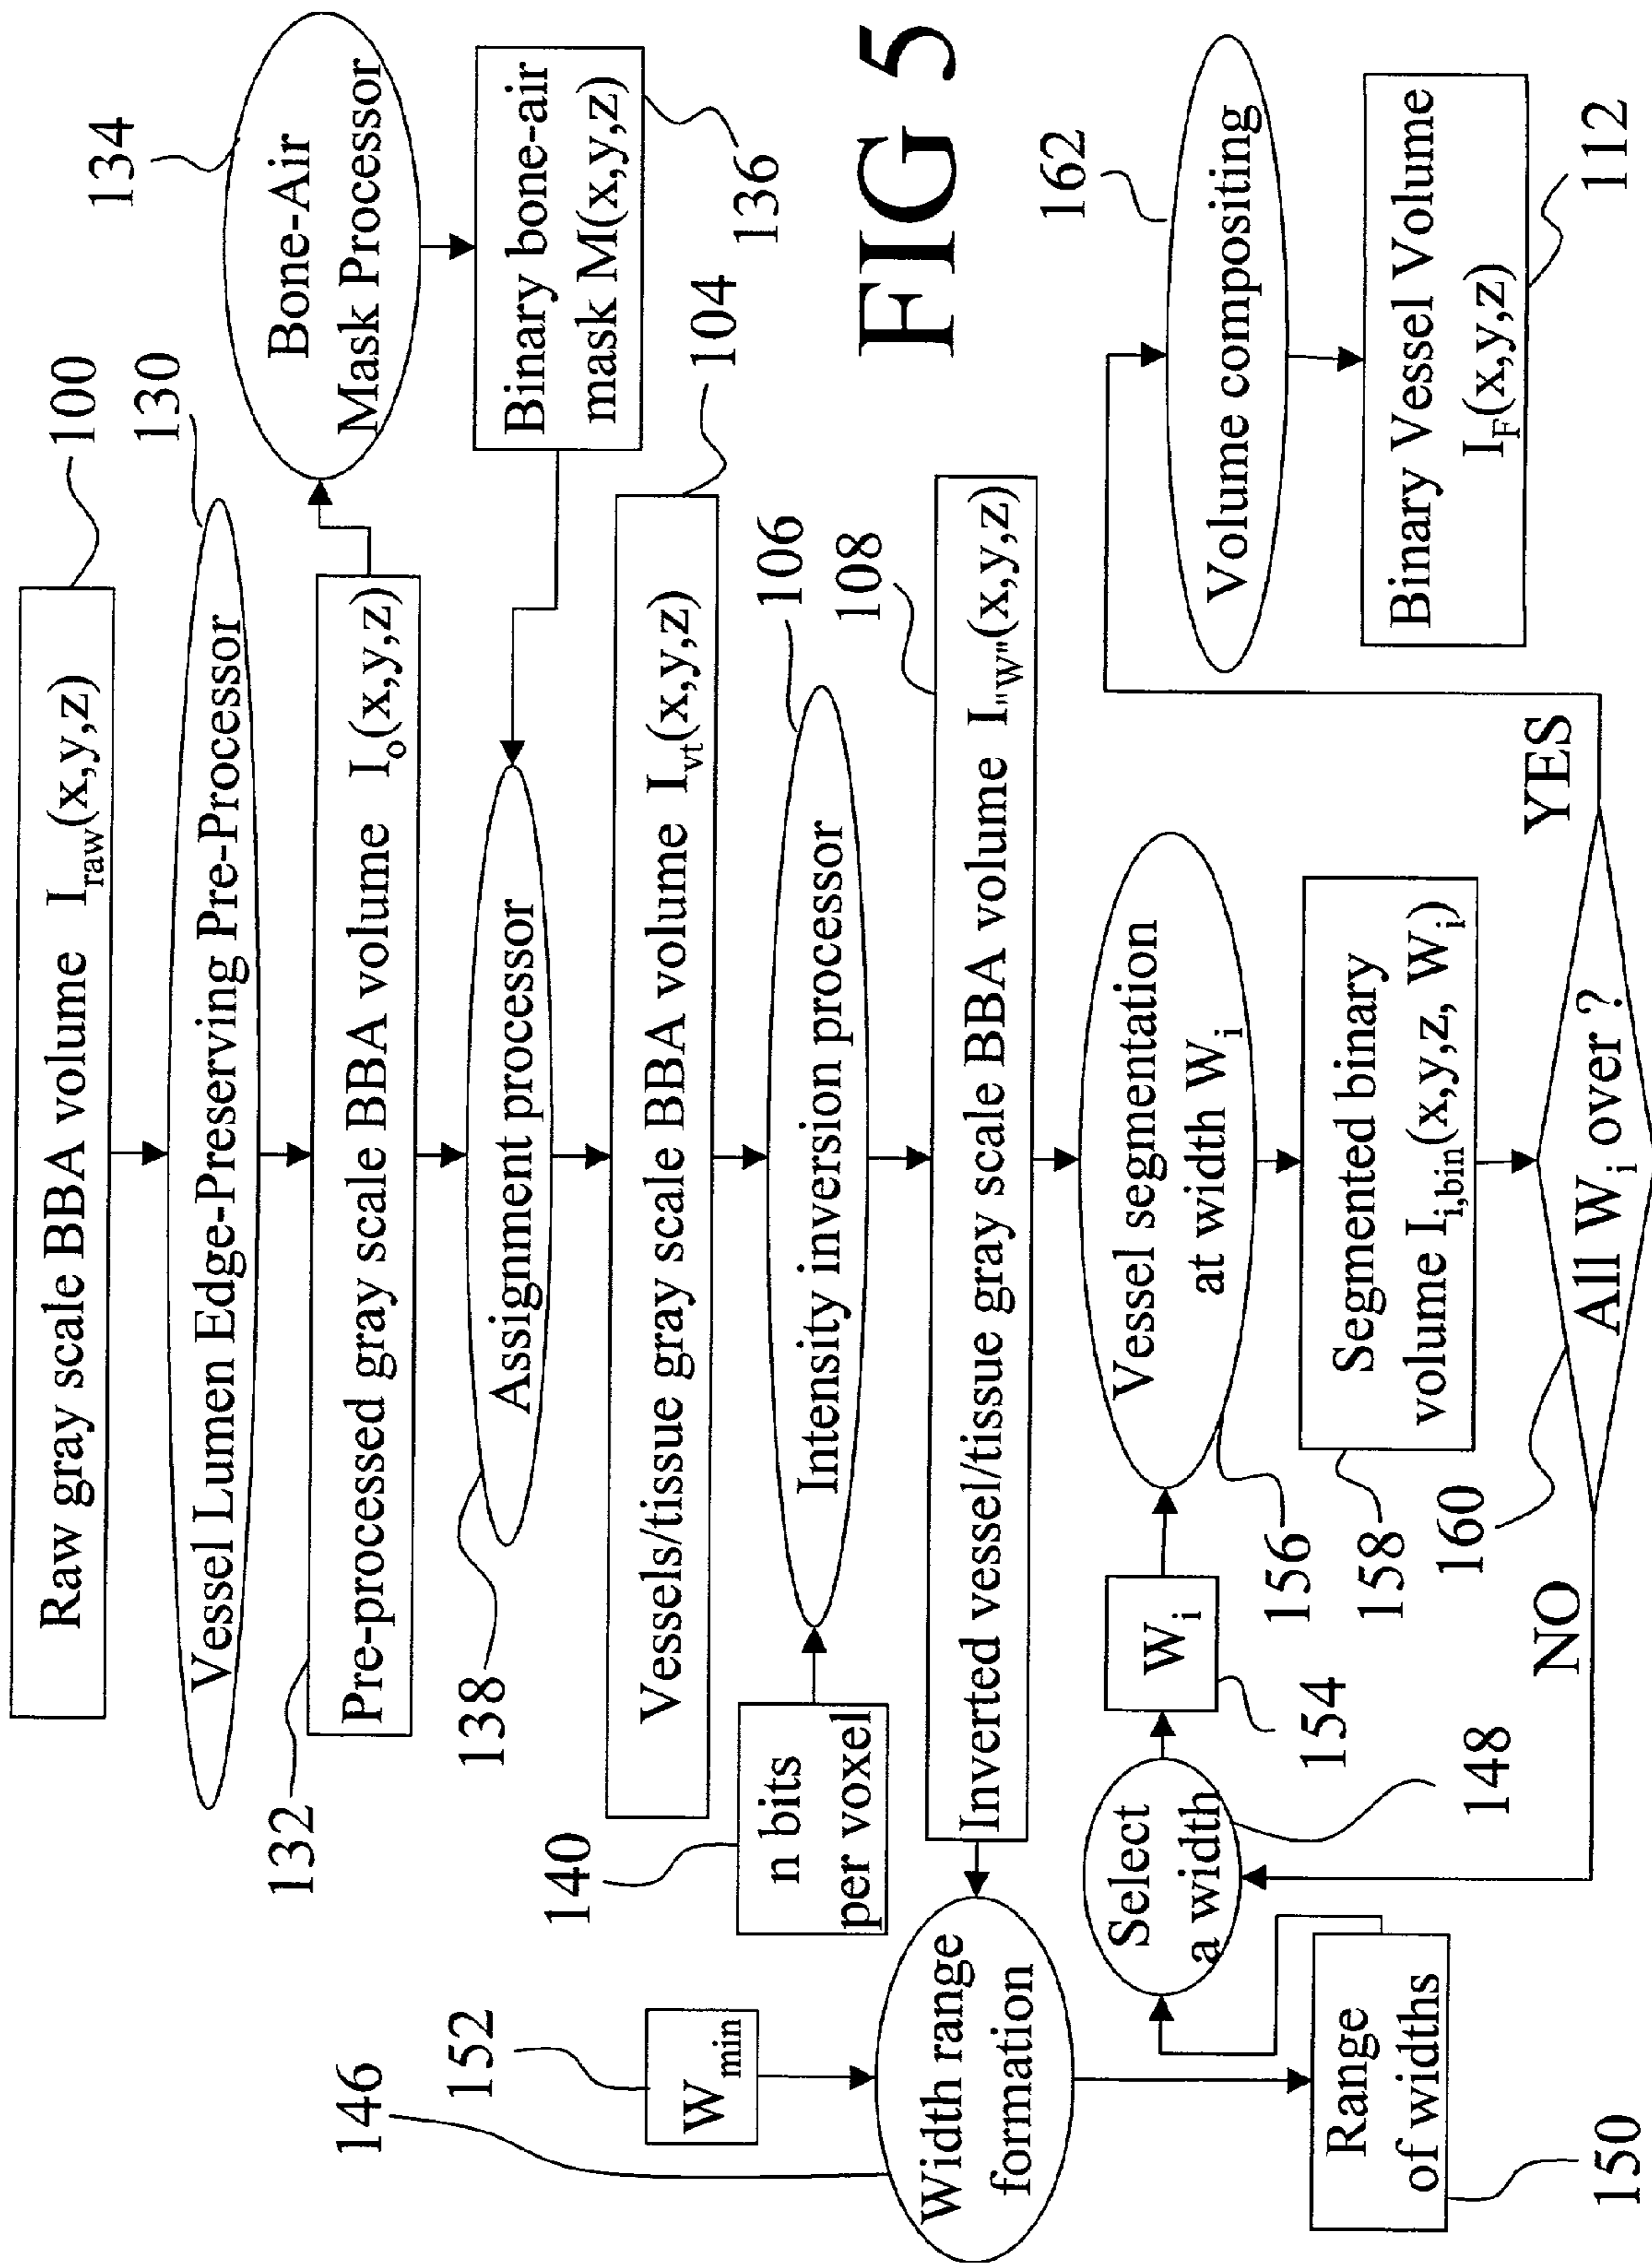 100
Raw gray scale BBA volume I_raw(x,y,z)
130
Vessel Lumen Edge-Preserving Pre-Processor
134
Bone-Air
Mask Processor
132
Pre-processed gray scale BBA volume I_o(x,y,z)
Binary bone-air
mask M(x,y,z)
136
138
Assignment processor
104
Vessels/tissue gray scale BBA volume I_vt(x,y,z)
140
n bits
per voxel
106
Intensity inversion processor
108
Inverted vessel/tissue gray scale BBA volume I_"W"(x,y,z)
FIG 5
146
152
W_min
Width range
formation
150
Range
of widths
148
Select
a width
154
W_i
156
Vessel segmentation
at width W_i
158
Segmented binary
volume I_i,bin(x,y,z, W_i)
160
All W_i over ?
NO
YES
162
Volume compositing
Binary Vessel Volume
I_F(x,y,z)
112